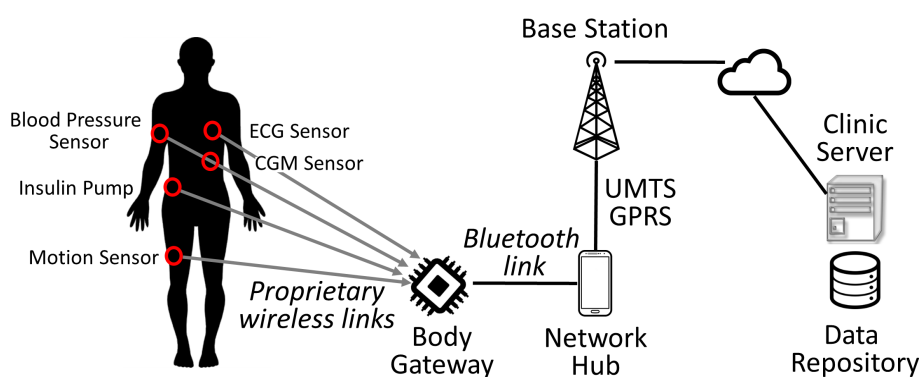 Base Station
Blood Pressure
Sensor
ECG Sensor
CGM Sensor
Insulin Pump
Motion Sensor
Proprietary
wireless links
Body
Gateway
Bluetooth
link
UMTS
GPRS
Network
Hub
Clinic
Server
Data
Repository